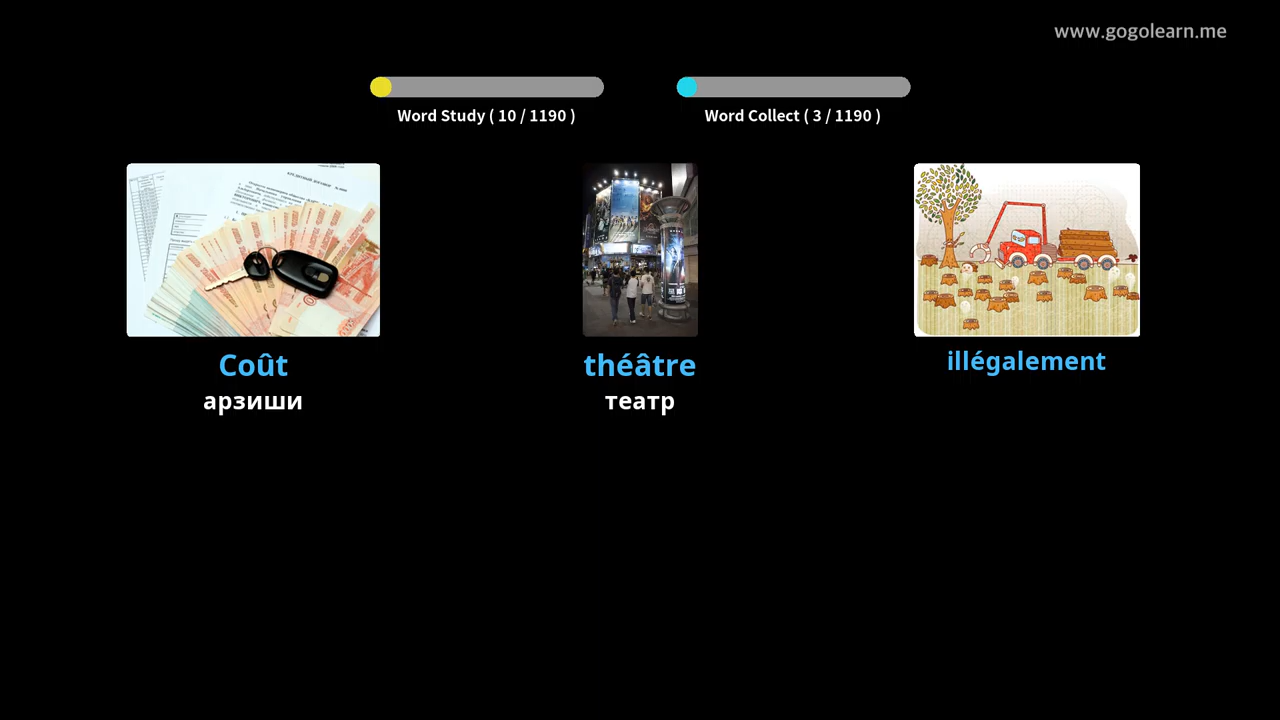 www.gogolearn.me
Word Study ( 10 / 1190 )
Word Collect ( 3 / 1190 )
Coût
арзиши
théâtre
театр
illégalement